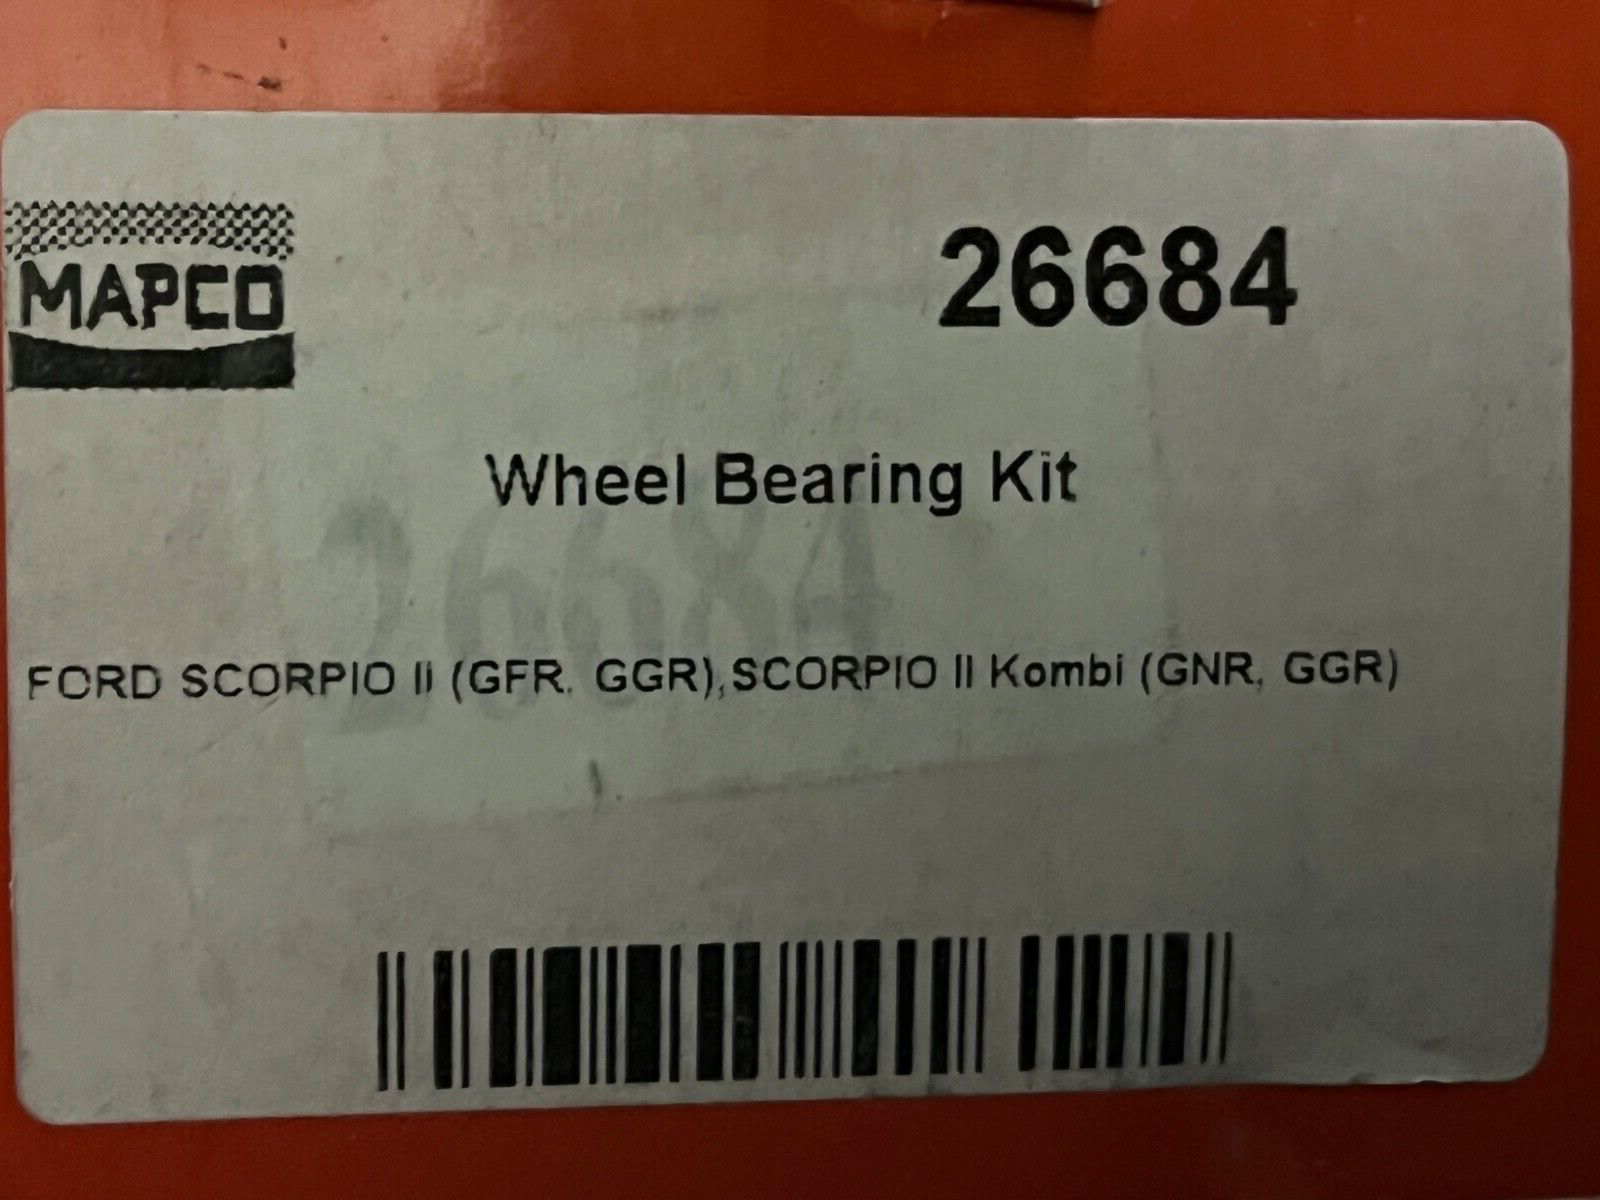 MAPCO
26684
Wheel Bearing Kit
26684
FORD SCORPIO II (GFR, GGR),SCORPIO II Kombi (GNR, GGR)